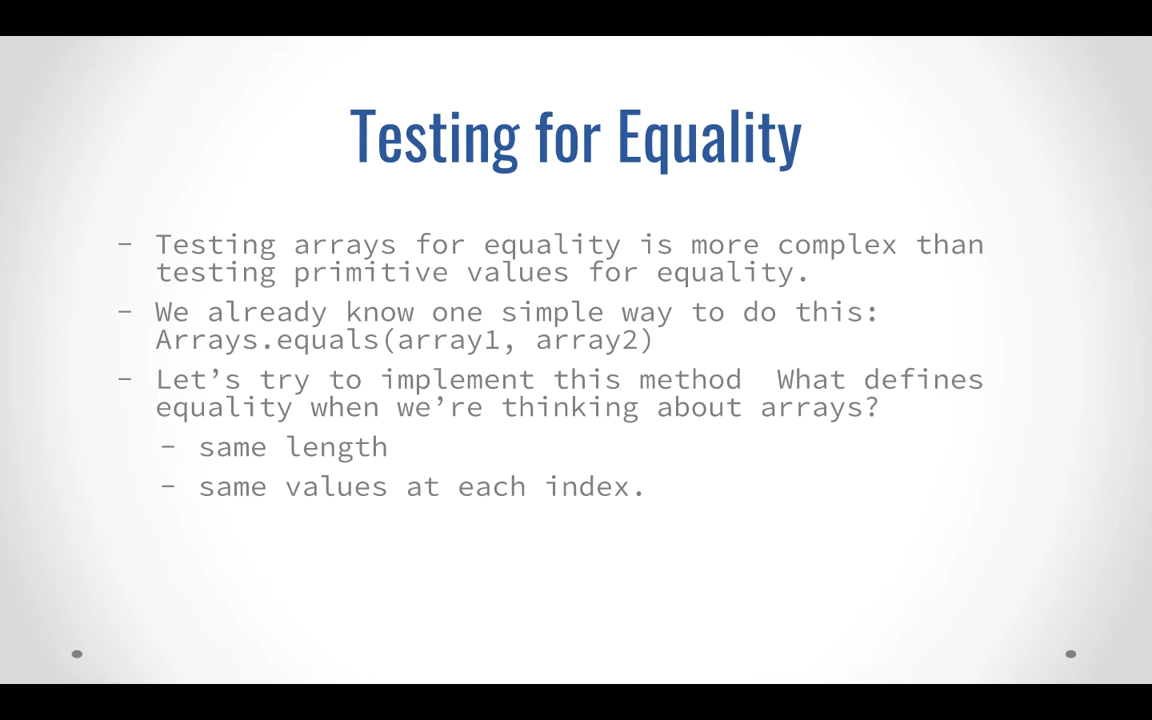 Testing for Equality
– Testing arrays for equality is more complex than
testing primitive values for equality.
– We already know one simple way to do this:
Arrays.equals(array1, array2)
– Let’s try to implement this method  What defines
equality when we’re thinking about arrays?
– same length
– same values at each index.